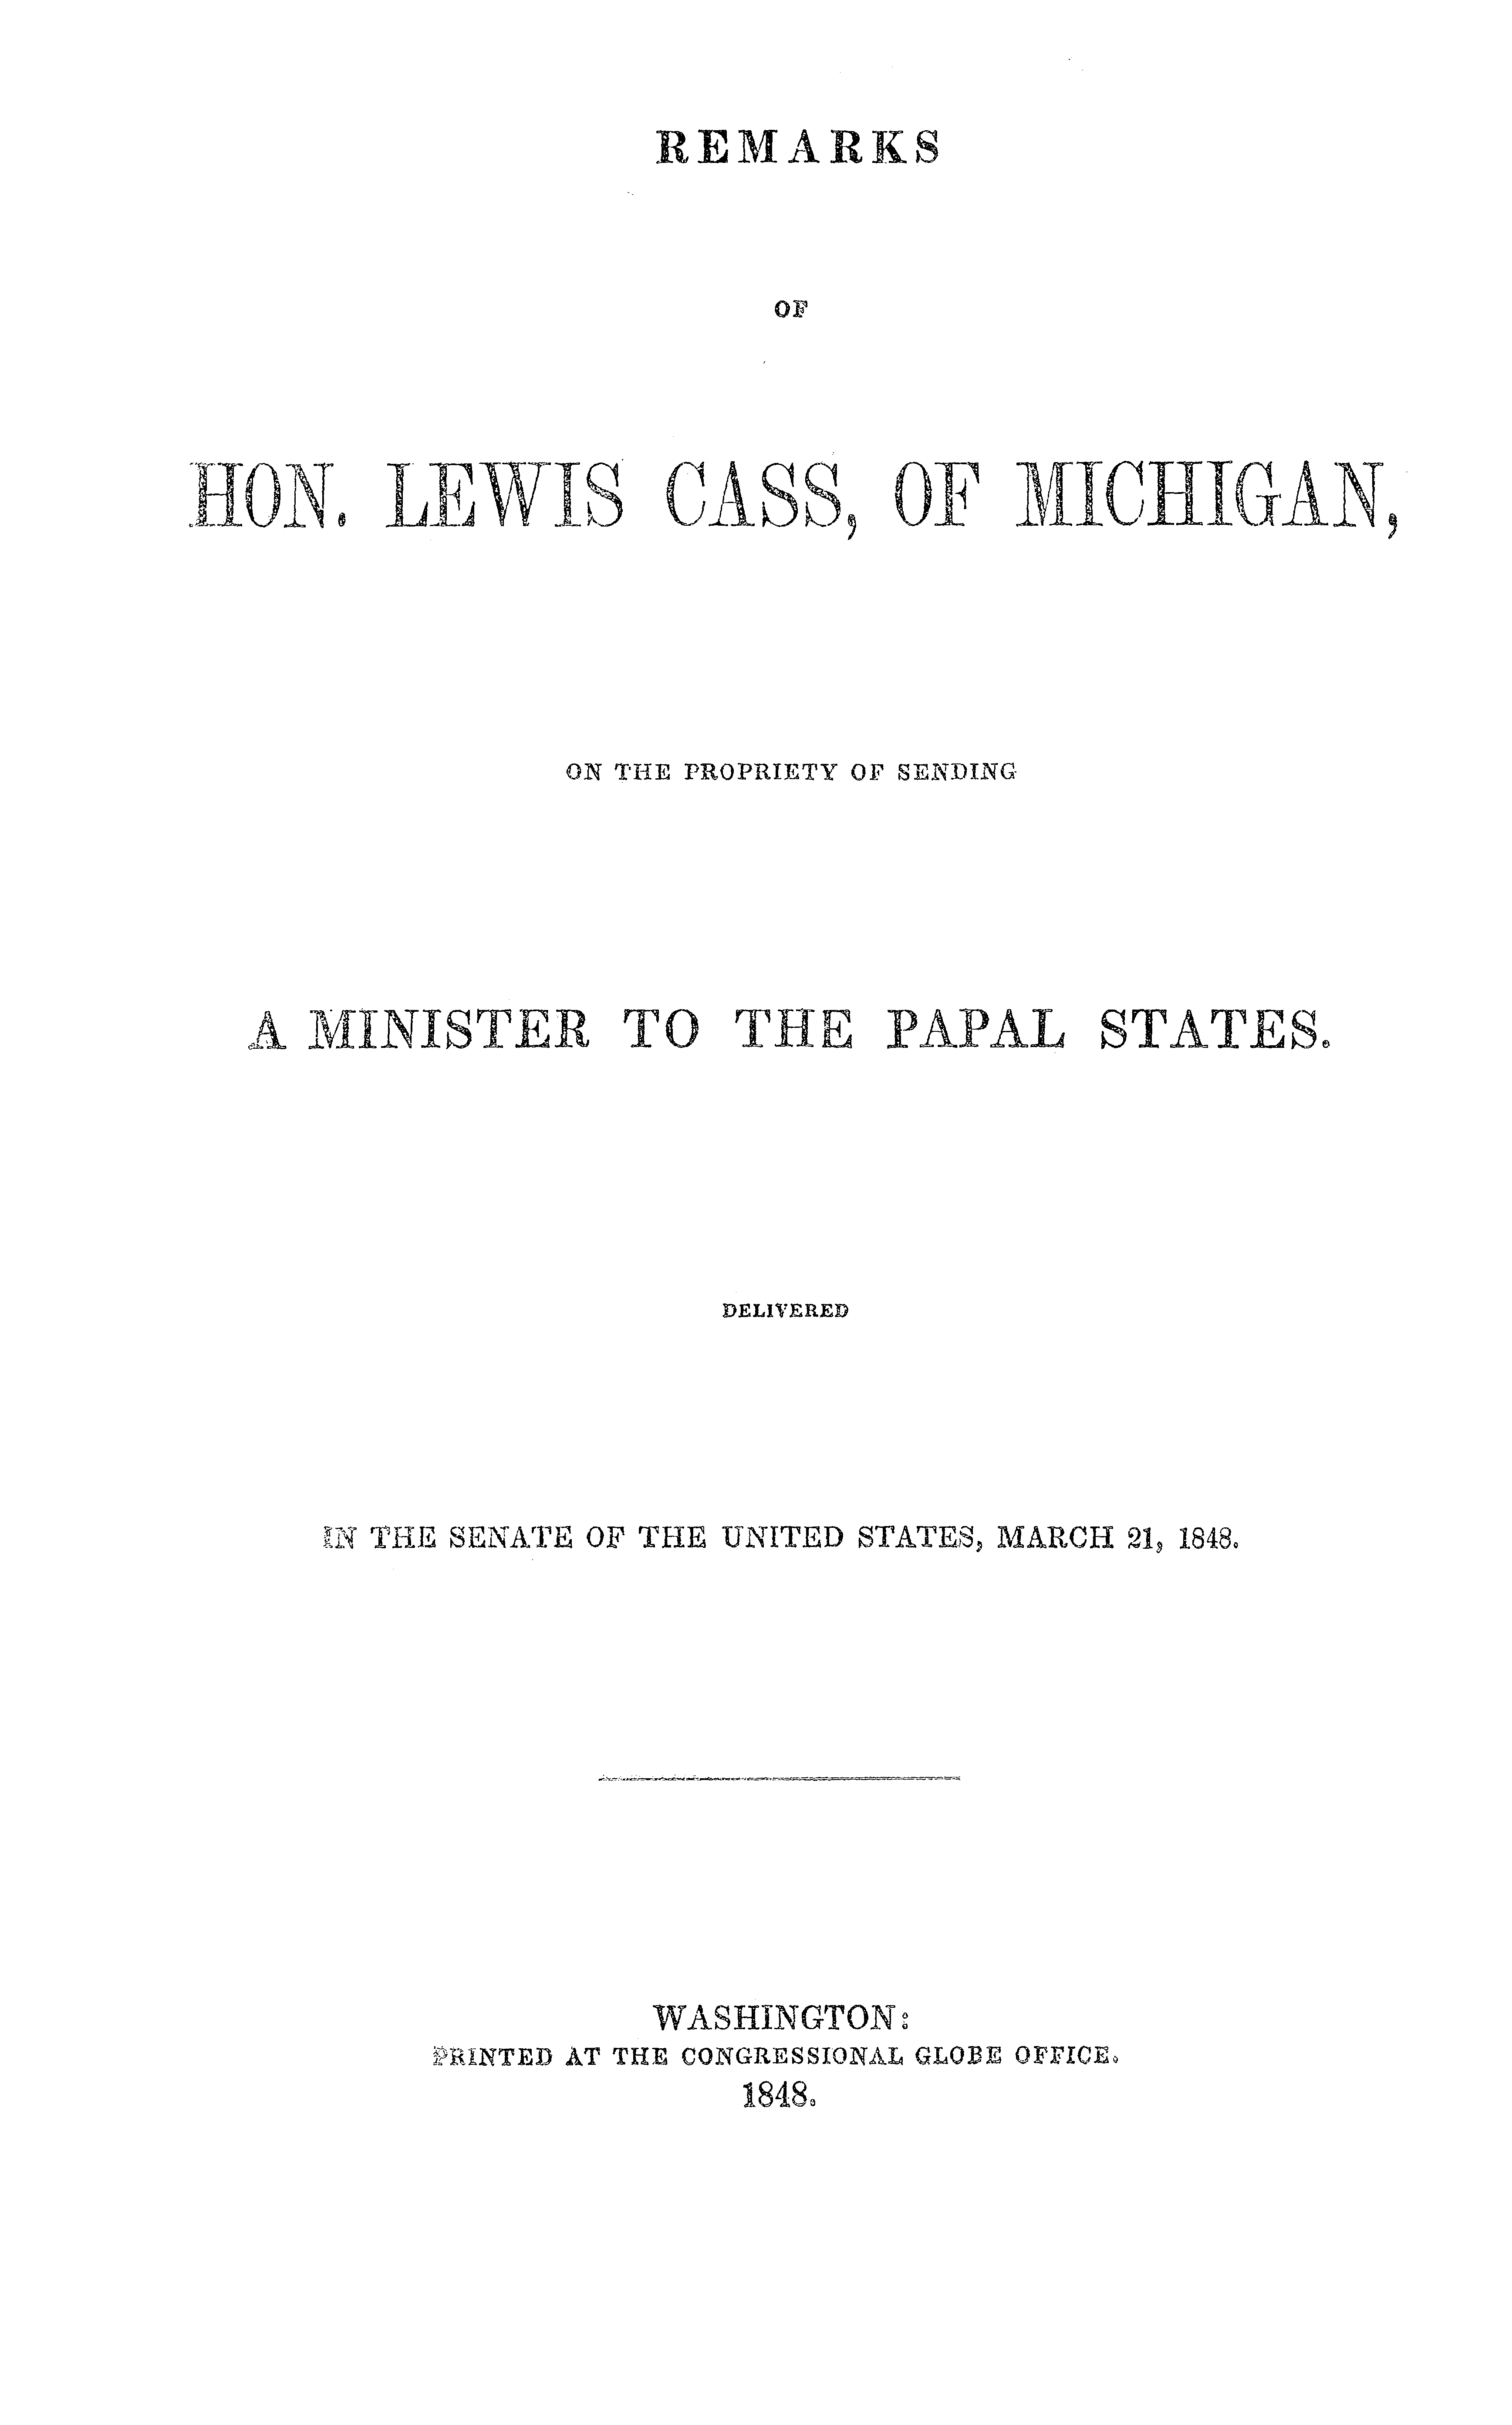 REMARKS
OF
HON. LEWIS CASS, OF MICHIGAN,
ON THE PROPRIETY OF SENDING
A MINISTER TO THE PAPAL STATES.
DELIVERED
IN THE SENATE OF THE UNITED STATES, MARCH 21, 1848.
WASHINGTON:
PRINTED AT THE CONGRESSIONAL GLOBE OFFICE.
1848.